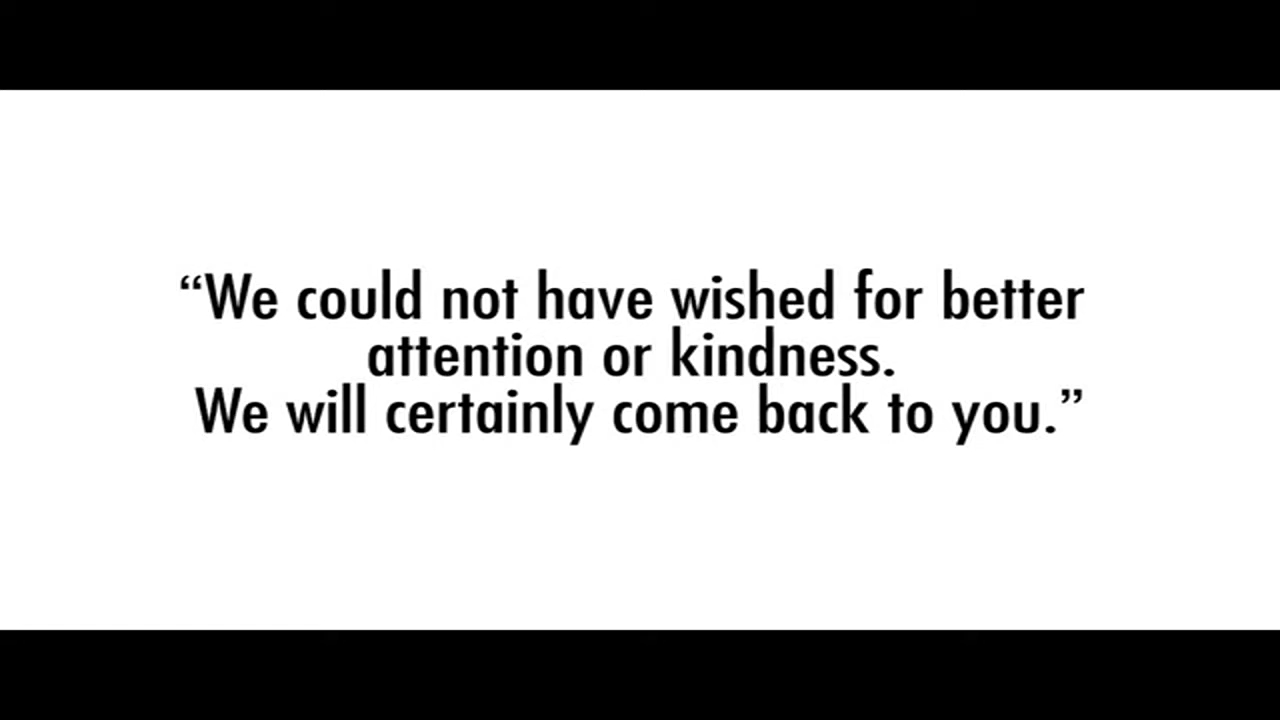 “We could not have wished for better
attention or kindness.
We will certainly come back to you.”